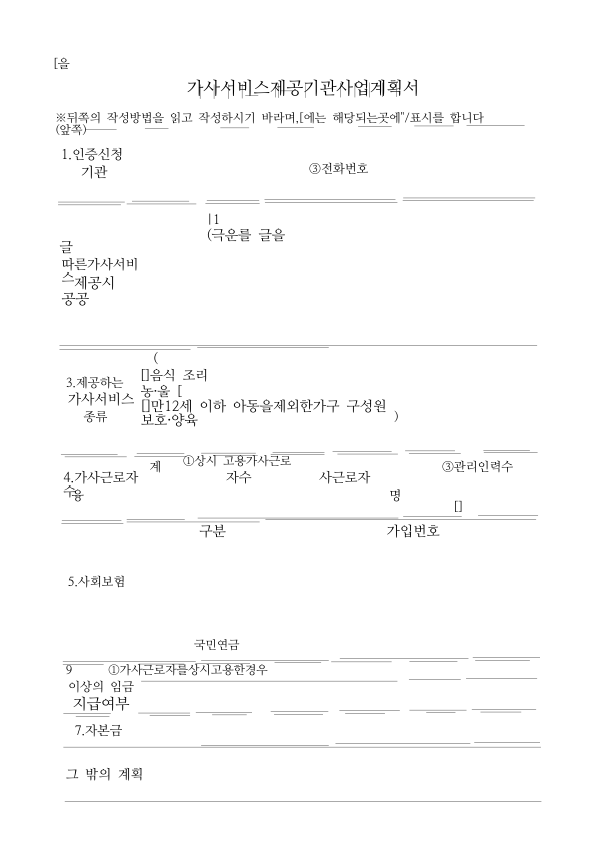 [을
가사서비스제공기관사업계획서
※뒤쪽의 작성방법을 읽고 작성하시기 바라며,[에는 해당되는곳에"/표시를 합니다
(앞쪽)
1.인증신청
기관
③전화번호
|1
(극운를 글을
글
따른가사서비
스제공시
공공
(
[]음식 조리
3.제공하는
농·울 [
가사서비스
[]만12세 이하 아동을제외한가구 구성원
종류
보호·양육 )
계 ①상시 고용가사근로 ③관리인력수
4.가사근로자 자수 사근로자
수용 명
[]
구분 가입번호
5.사회보험
국민연금
9 ①가사근로자를상시고용한경우
이상의 임금
지급여부
7.자본금
그 밖의 계획